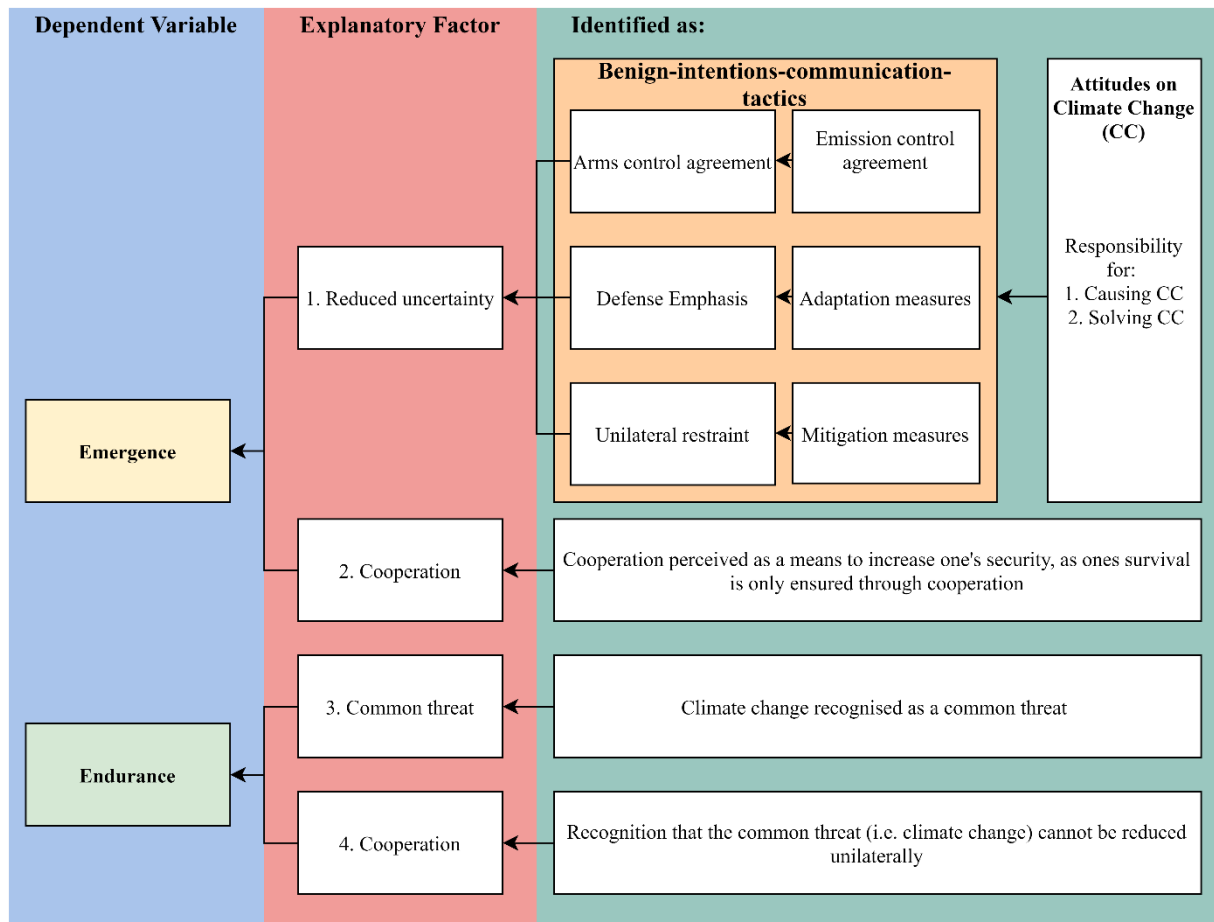 Dependent Variable
Explanatory Factor
Identified as:
Benign-intentions-communication-
tactics
Attitudes on
Climate Change
(CC)
Arms control agreement
Emission control
agreement
Responsibility
for:
1. Causing CC
2. Solving CC
1. Reduced uncertainty
Defense Emphasis
Adaptation measures
Unilateral restraint
Mitigation measures
Emergence
2. Cooperation
Cooperation perceived as a means to increase one's security, as ones survival
is only ensured through cooperation
3. Common threat
Climate change recognised as a common threat
Endurance
4. Cooperation
Recognition that the common threat (i.e. climate change) cannot be reduced
unilaterally